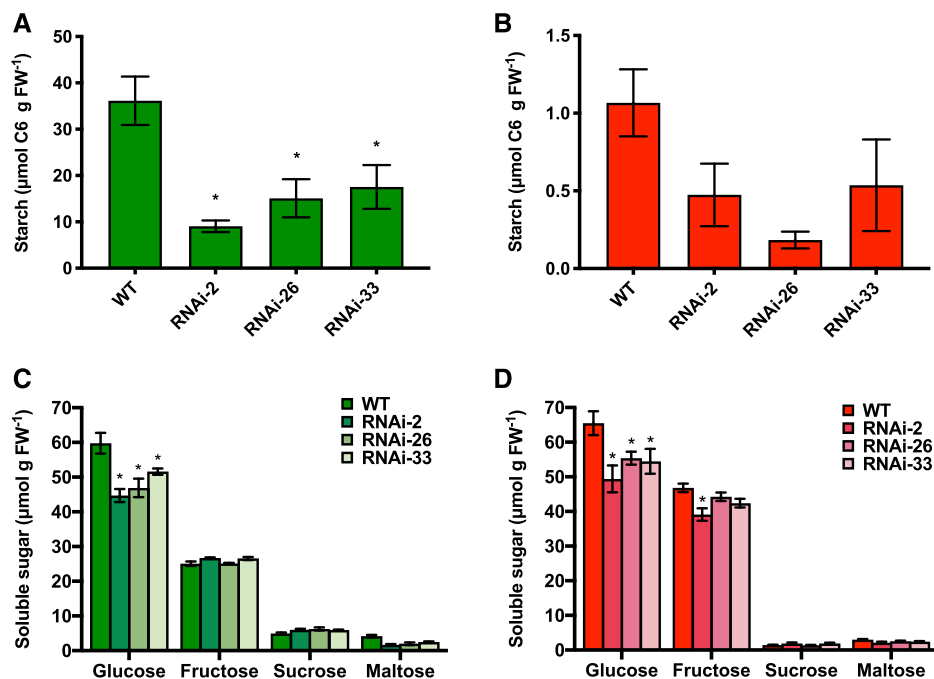 A
Starch (µmol C6 g FW⁻¹)
50
40
30
20
10
0
*
*
*
WT
RNAi-2
RNAi-26
RNAi-33
B
Starch (µmol C6 g FW⁻¹)
1.5
1.0
0.5
0.0
WT
RNAi-2
RNAi-26
RNAi-33
C
Soluble sugar (µmol g FW⁻¹)
70
60
50
40
30
20
10
0
WT
RNAi-2
RNAi-26
RNAi-33
*
*
*
Glucose
Fructose
Sucrose
Maltose
D
Soluble sugar (µmol g FW⁻¹)
70
60
50
40
30
20
10
0
WT
RNAi-2
RNAi-26
RNAi-33
*
*
*
*
Glucose
Fructose
Sucrose
Maltose